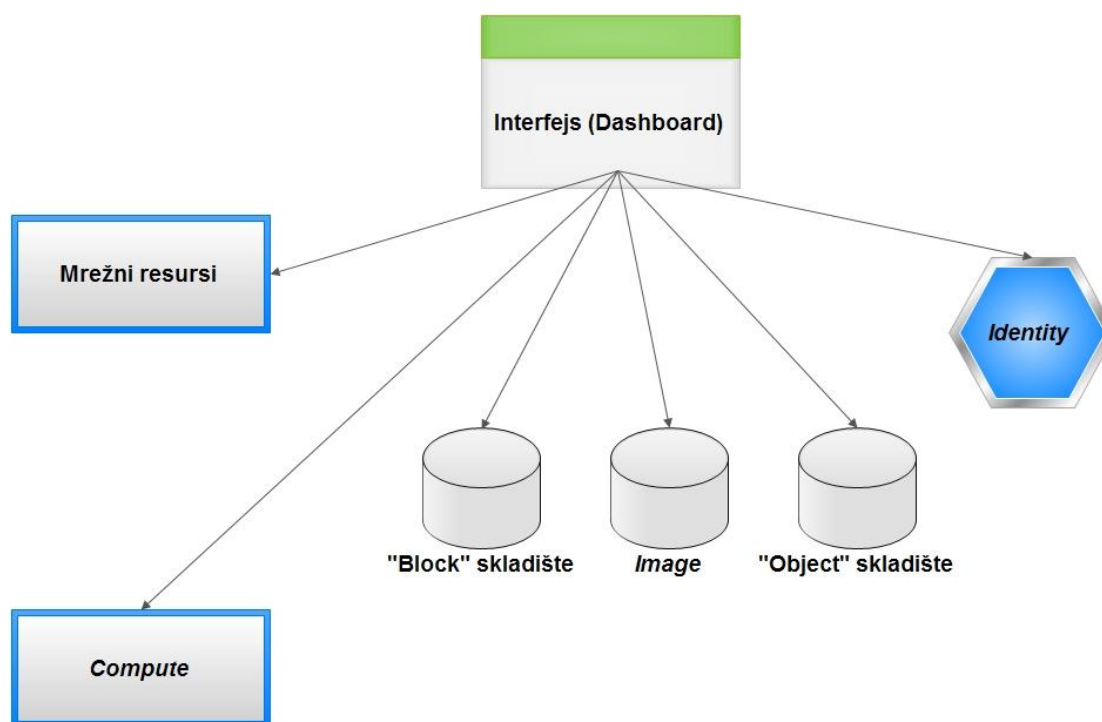 Interfejs (Dashboard)
Mrežni resursi
Identity
"Block" skladište
Image
"Object" skladište
Compute